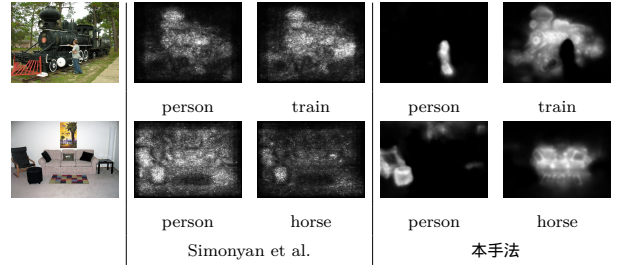 person train person train
person horse person horse
Simonyan et al. 本手法